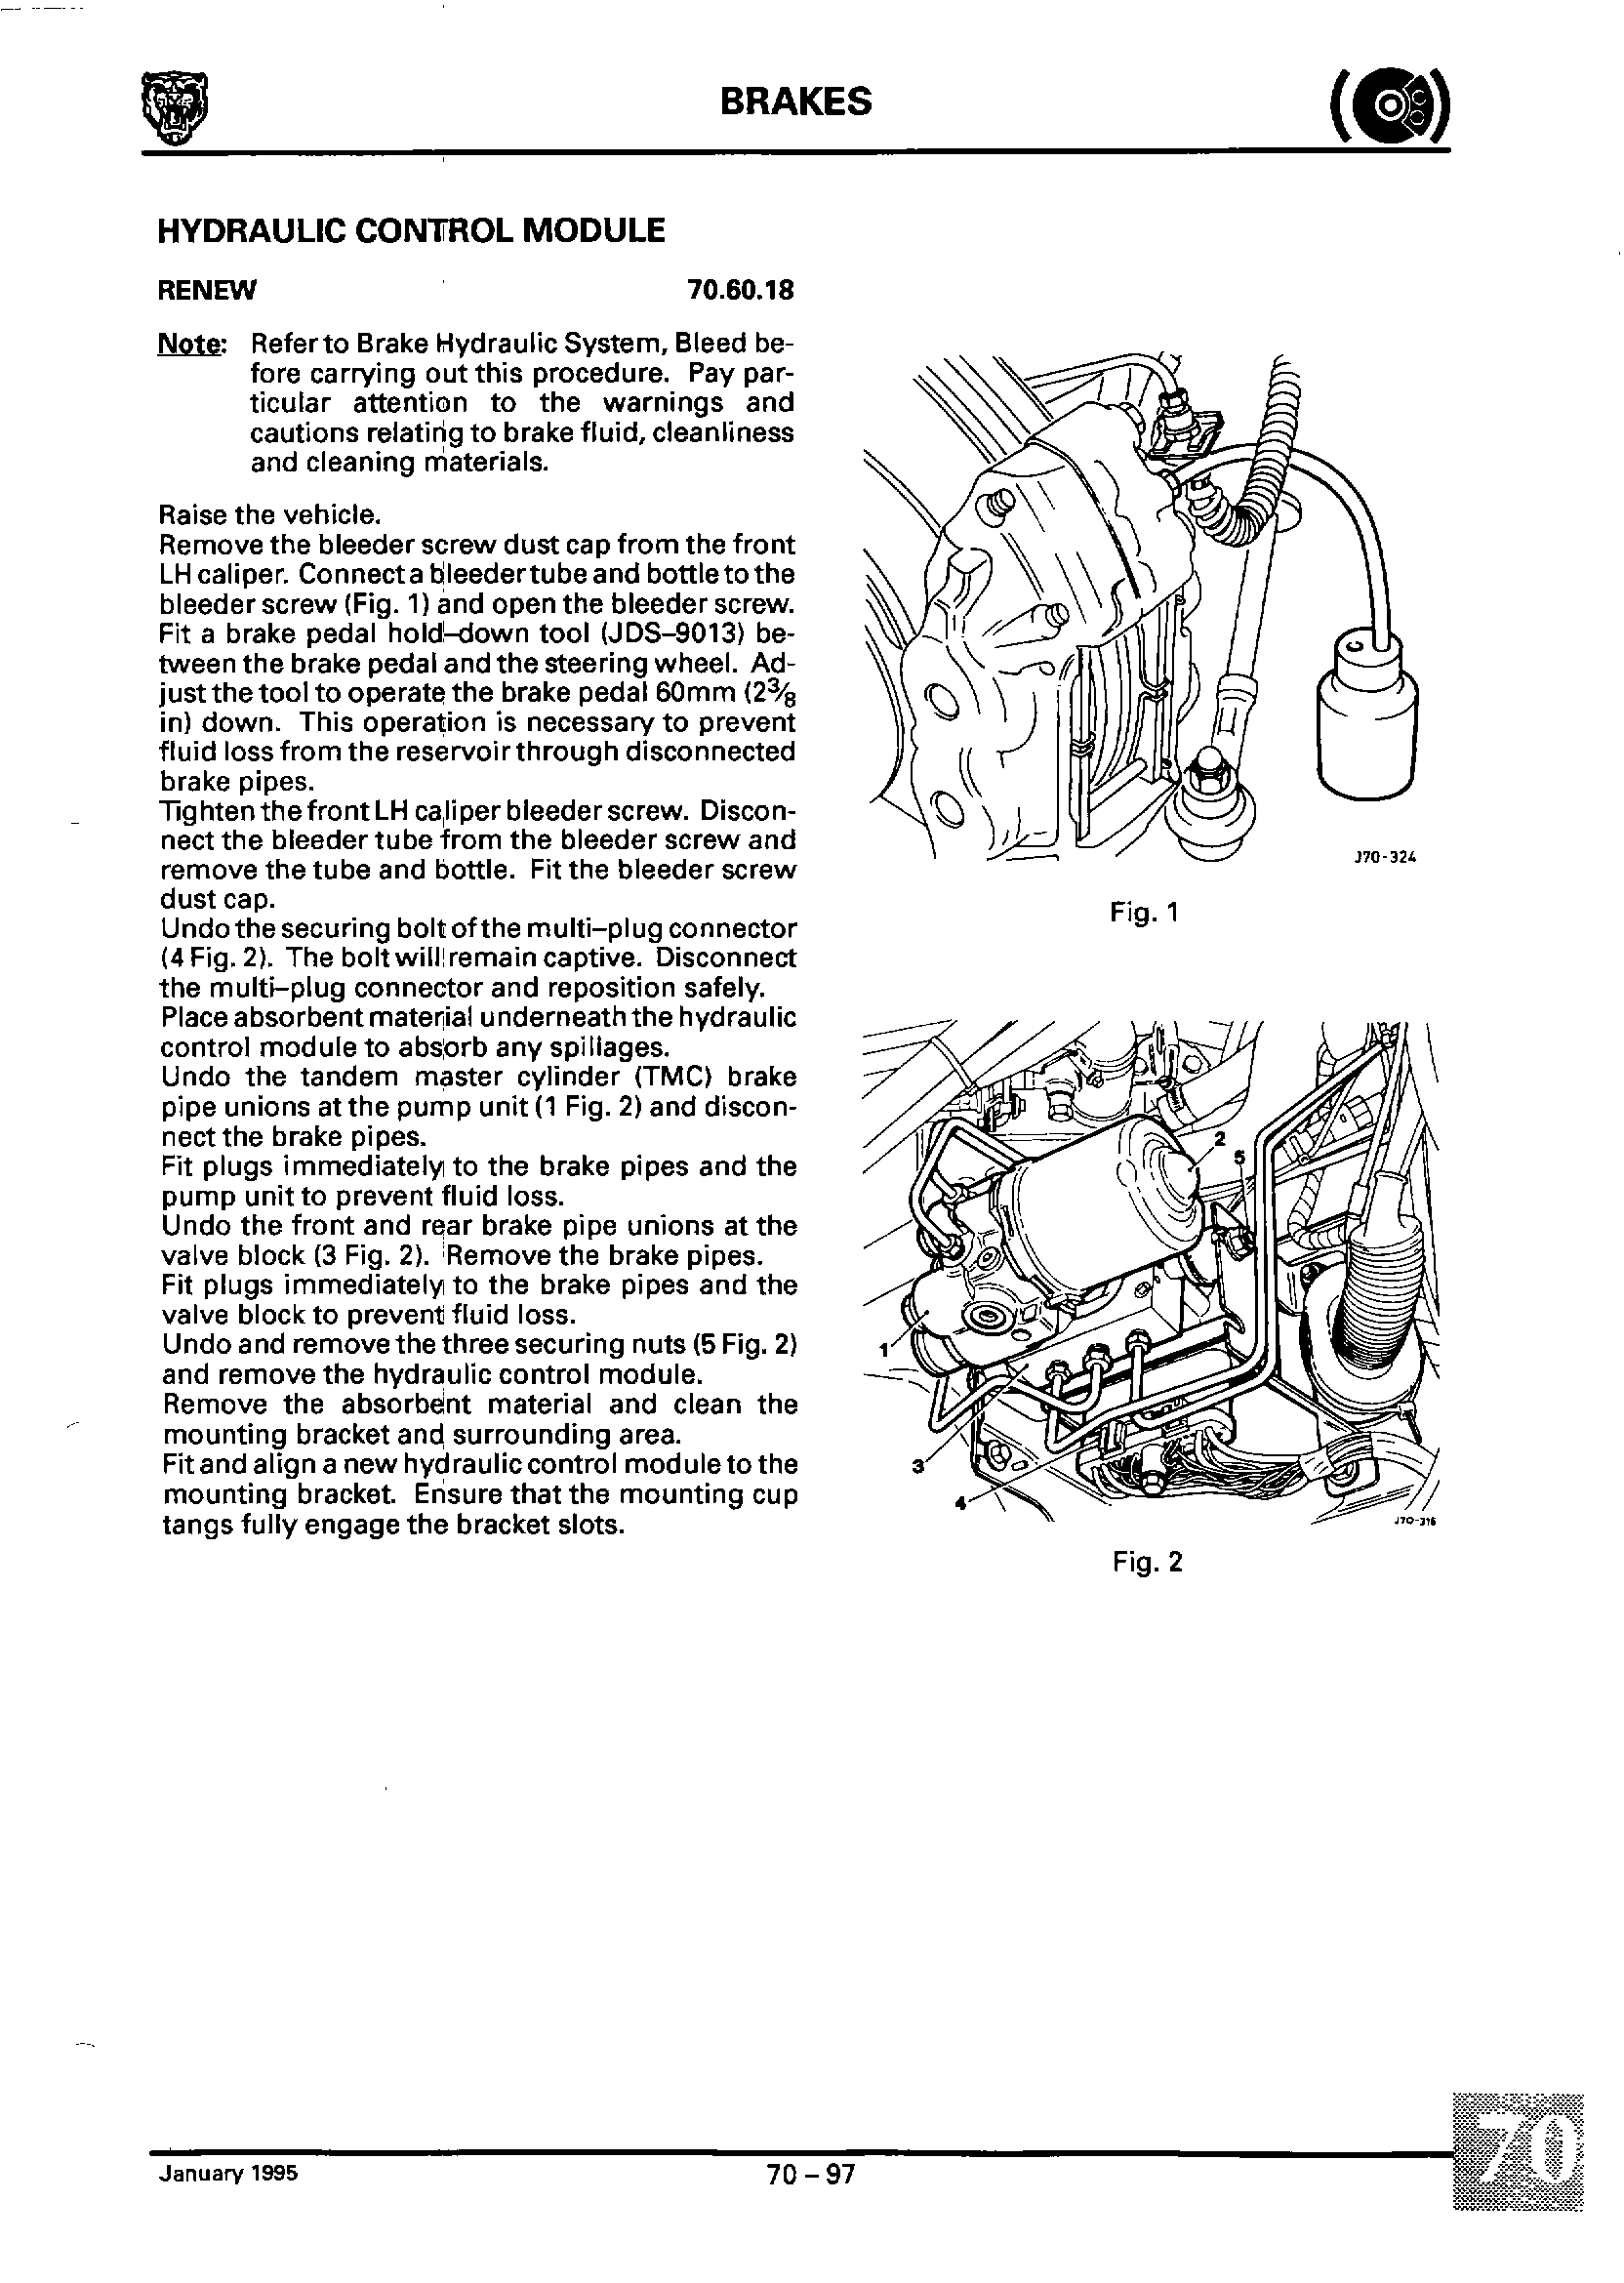 BRAKES
HYDRAULIC CONTROL MODULE
RENEW 70.60.18
Note: Refer to Brake Hydraulic System, Bleed be-
fore carrying out this procedure. Pay par-
ticular attention to the warnings and
cautions relating to brake fluid, cleanliness
and cleaning materials.
Raise the vehicle.
Remove the bleeder screw dust cap from the front
LH caliper. Connect a bleeder tube and bottle to the
bleeder screw (Fig. 1) and open the bleeder screw.
Fit a brake pedal hold–down tool (JDS–9013) be-
tween the brake pedal and the steering wheel. Ad-
just the tool to operate the brake pedal 60mm (2⅜
in) down. This operation is necessary to prevent
fluid loss from the reservoir through disconnected
brake pipes.
Tighten the front LH caliper bleeder screw. Discon-
nect the bleeder tube from the bleeder screw and
remove the tube and bottle. Fit the bleeder screw
dust cap.
Undo the securing bolt of the multi–plug connector
(4 Fig. 2). The bolt will remain captive. Disconnect
the multi–plug connector and reposition safely.
Place absorbent material underneath the hydraulic
control module to absorb any spillages.
Undo the tandem master cylinder (TMC) brake
pipe unions at the pump unit (1 Fig. 2) and discon-
nect the brake pipes.
Fit plugs immediately to the brake pipes and the
pump unit to prevent fluid loss.
Undo the front and rear brake pipe unions at the
valve block (3 Fig. 2). Remove the brake pipes.
Fit plugs immediately to the brake pipes and the
valve block to prevent fluid loss.
Undo and remove the three securing nuts (5 Fig. 2)
and remove the hydraulic control module.
Remove the absorbent material and clean the
mounting bracket and surrounding area.
Fit and align a new hydraulic control module to the
mounting bracket. Ensure that the mounting cup
tangs fully engage the bracket slots.
J70-324
Fig. 1
2
5
1
3
4
J70-316
Fig. 2
January 1995
70 – 97
70